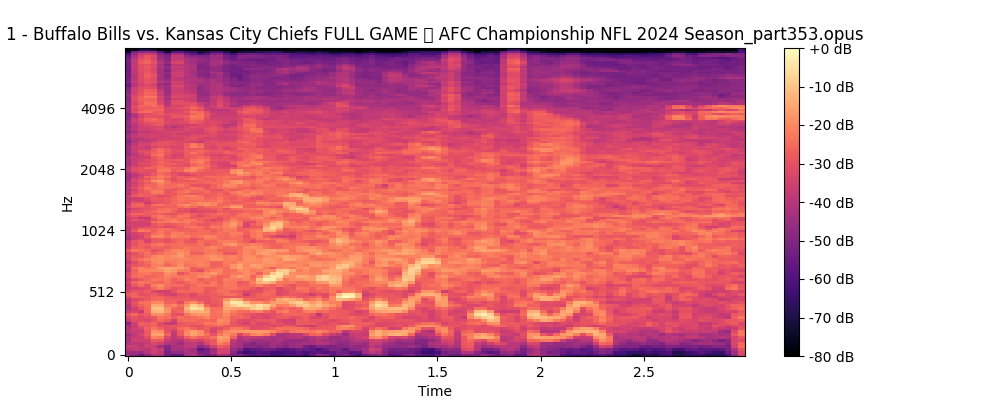 1 - Buffalo Bills vs. Kansas City Chiefs FULL GAME ▯ AFC Championship NFL 2024 Season_part353.opus
+0 dB
-10 dB
-20 dB
-30 dB
-40 dB
-50 dB
-60 dB
-70 dB
-80 dB
4096
2048
1024
512
0
Hz
0
0.5
1
1.5
2
2.5
Time